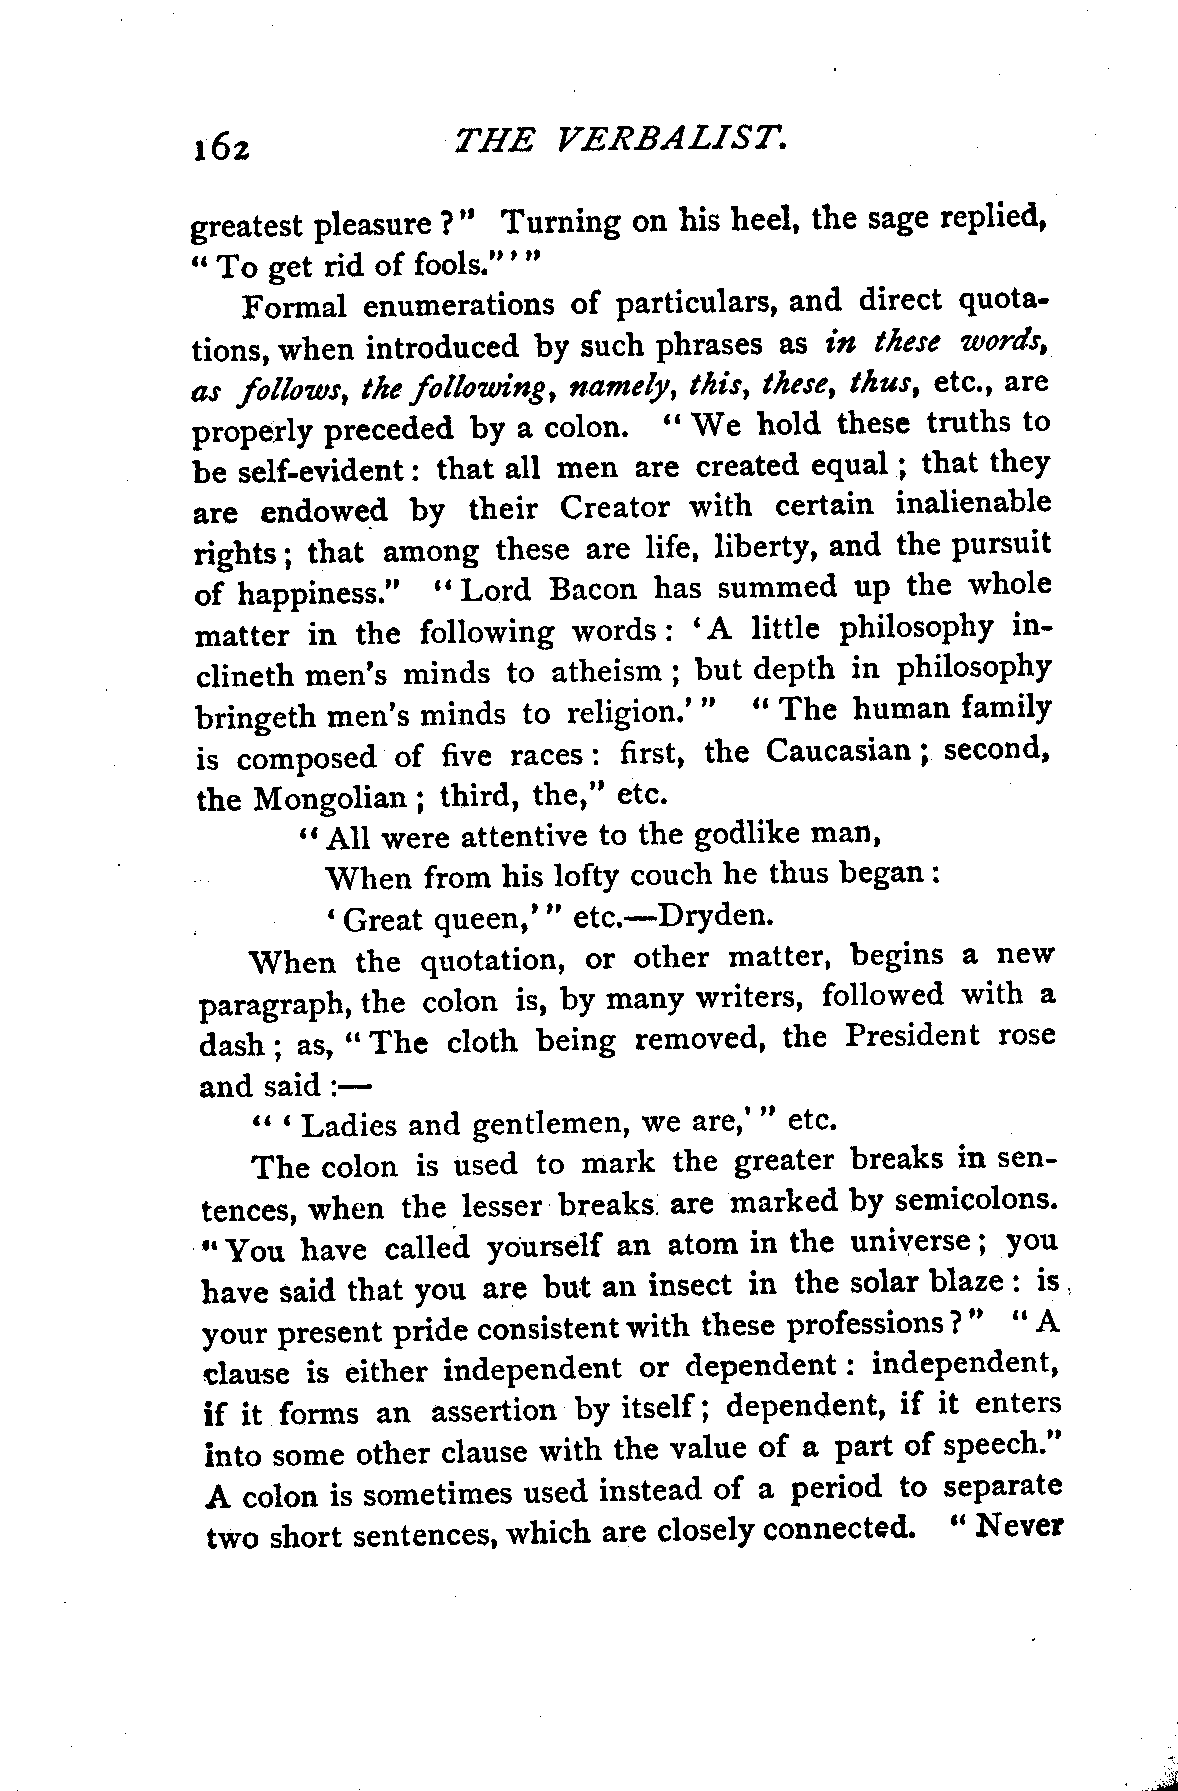 162 THE VERBALIST.
greatest pleasure ?" Turning on his heel, the sage replied,
" To get rid of fools." ' "
Formal enumerations of particulars, and direct quota-
tions, when introduced by such phrases as in these words,
as follows, the following, namely, this, these, thus, etc., are
properly preceded by a colon. " We hold these truths to
be self-evident : that all men are created equal ; that they
are endowed by their Creator with certain inalienable
rights ; that among these are life, liberty, and the pursuit
of happiness." " Lord Bacon has summed up the whole
matter in the following words : ' A little philosophy in-
clineth men's minds to atheism ; but depth in philosophy
bringeth men's minds to religion.' " " The human family
is composed of five races : first, the Caucasian ; second,
the Mongolian ; third, the," etc.
" All were attentive to the godlike man,
When from his lofty couch he thus began :
' Great queen,' " etc.—Dryden.
When the quotation, or other matter, begins a new
paragraph, the colon is, by many writers, followed with a
dash ; as, " The cloth being removed, the President rose
and said :—
" ' Ladies and gentlemen, we are,' " etc.
The colon is used to mark the greater breaks in sen-
tences, when the lesser breaks are marked by semicolons.
" You have called yourself an atom in the universe ; you
have said that you are but an insect in the solar blaze : is
your present pride consistent with these professions ? " " A
clause is either independent or dependent : independent,
if it forms an assertion by itself ; dependent, if it enters
into some other clause with the value of a part of speech."
A colon is sometimes used instead of a period to separate
two short sentences, which are closely connected. " Never